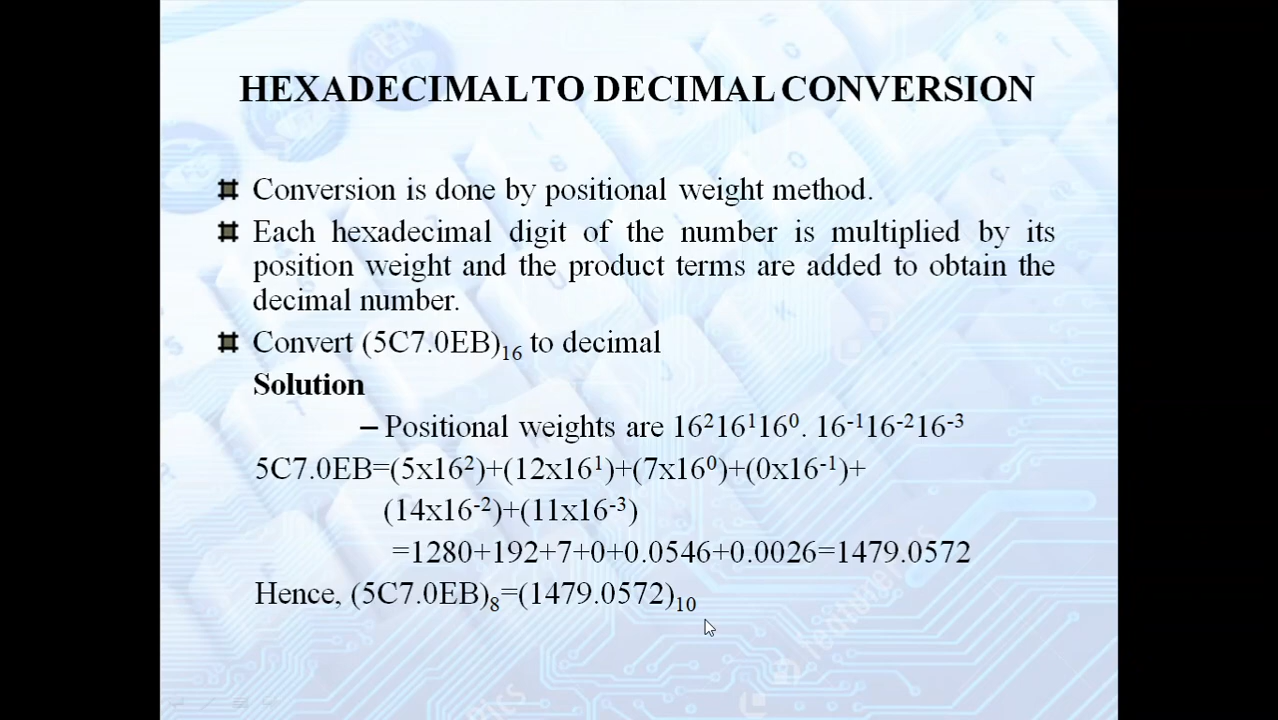 HEXADECIMAL TO DECIMAL CONVERSION
Conversion is done by positional weight method.
Each hexadecimal digit of the number is multiplied by its
position weight and the product terms are added to obtain the
decimal number.
Convert (5C7.0EB)₁₆ to decimal
Solution
– Positional weights are 16²16¹16⁰. 16⁻¹16⁻²16⁻³
5C7.0EB=(5x16²)+(12x16¹)+(7x16⁰)+(0x16⁻¹)+
(14x16⁻²)+(11x16⁻³)
=1280+192+7+0+0.0546+0.0026=1479.0572
Hence, (5C7.0EB)₈=(1479.0572)₁₀